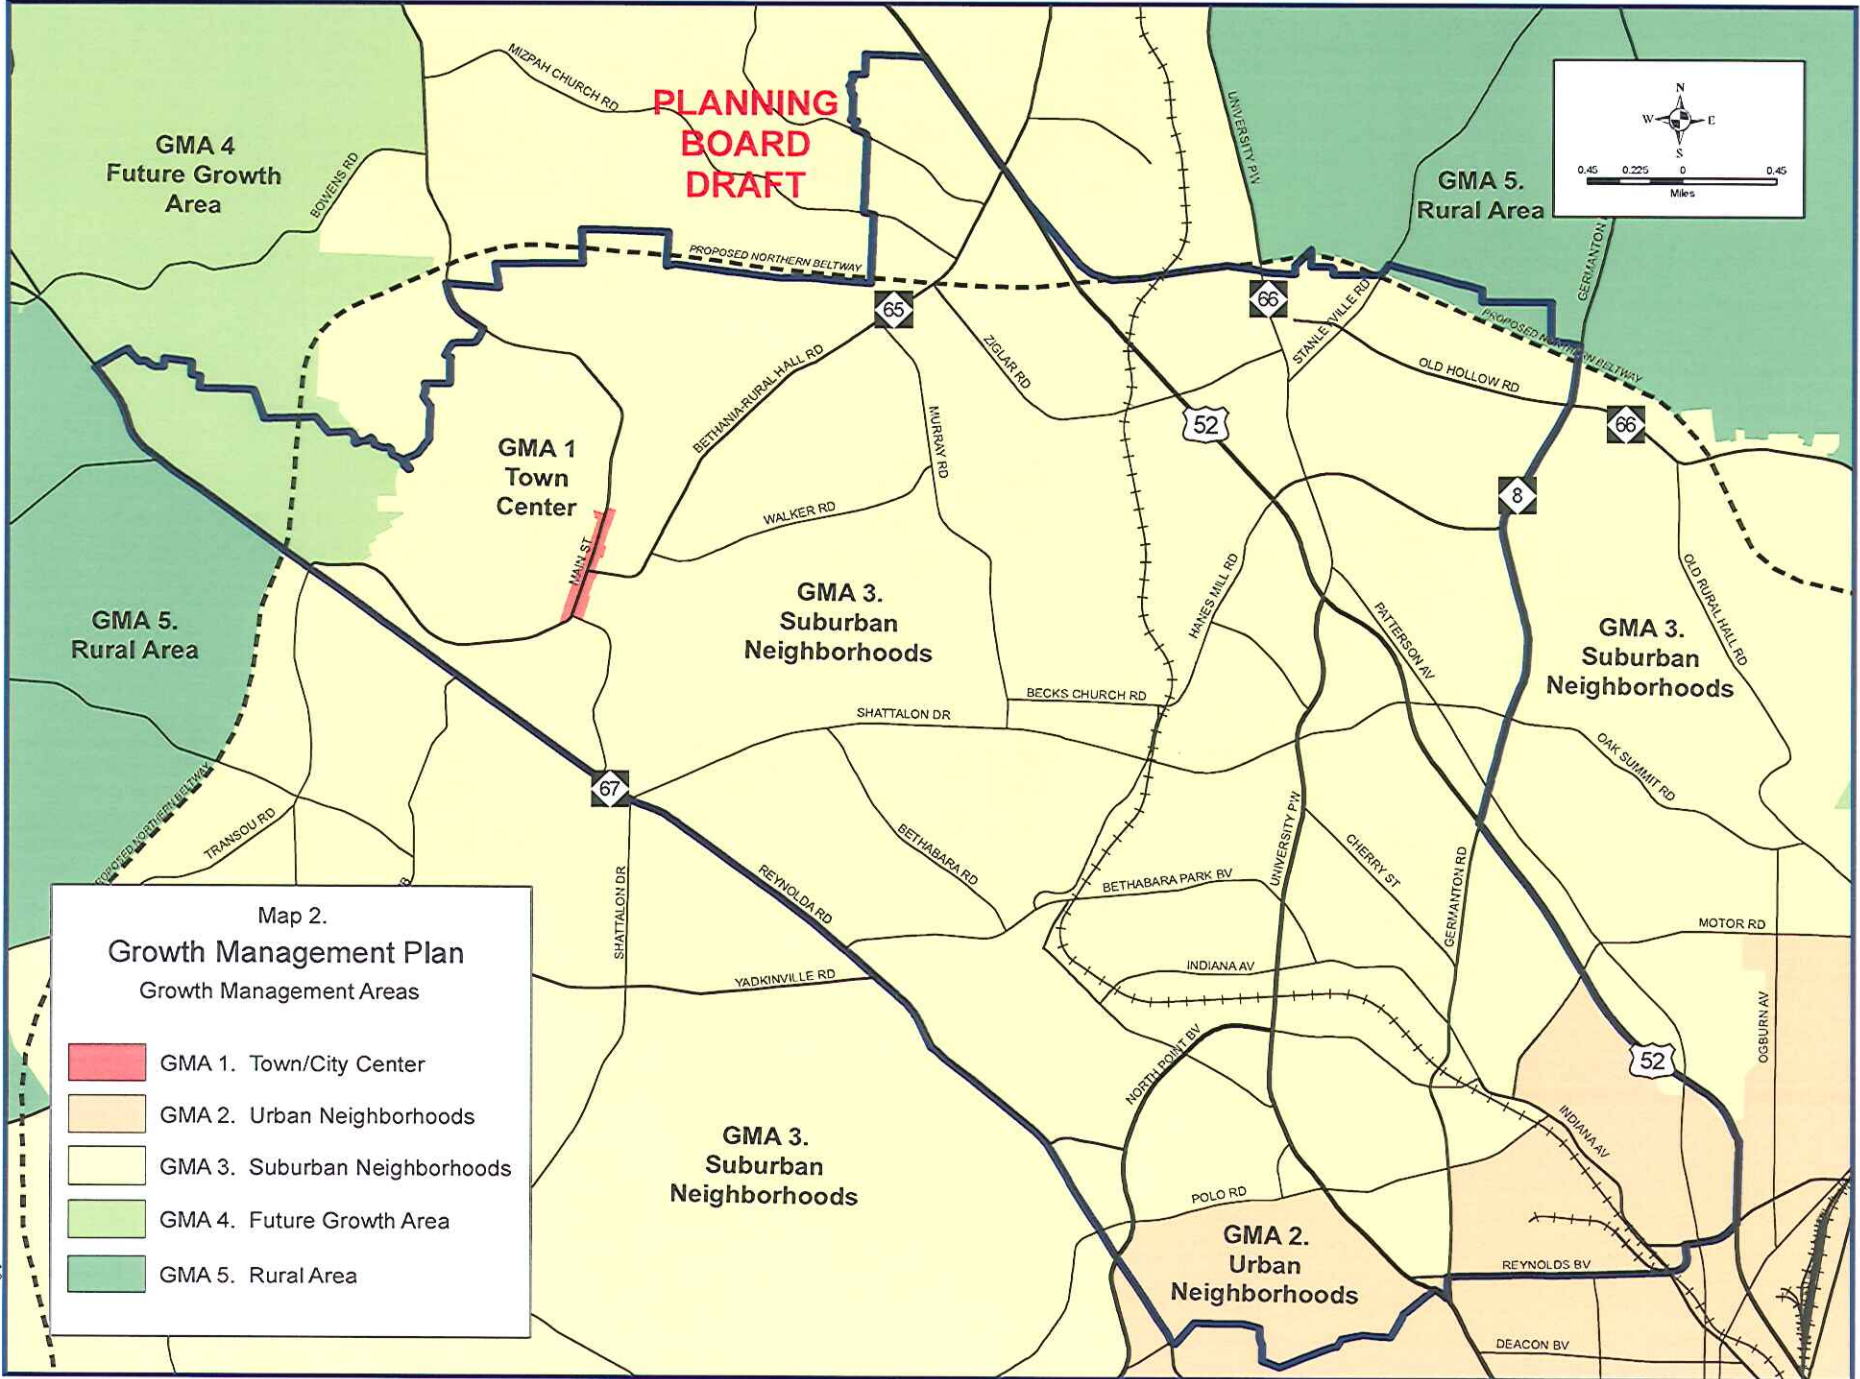 MIZPAH CHURCH RD
PLANNING
BOARD
DRAFT
UNIVERSITY PW
N
W
E
S
0.45
0.225
0
0.45
Miles
GMA 4
Future Growth
Area
BOWENS RD
GMA 5.
Rural Area
GERMANTON
PROPOSED NORTHERN BELTWAY
65
66
STANLEYVILLE RD
PROPOSED NORTHERN BELTWAY
ZIGLAR RD
BETHANIA-RURAL HALL RD
OLD HOLLOW RD
52
66
MURRAY RD
GMA 1
Town
Center
8
WALKER RD
MAIN ST
HANES MILL RD
OLD RURAL HALL RD
GMA 5.
Rural Area
GMA 3.
Suburban
Neighborhoods
PATTERSON AV
GMA 3.
Suburban
Neighborhoods
BECKS CHURCH RD
SHATTALON DR
OAK SUMMIT RD
67
OPOSED NORTHERN BELTWAY
TRANSOU RD
BETHABARA RD
UNIVERSITY PW
CHERRY ST
REYNOLDA RD
BETHABARA PARK BV
GERMANTON RD
SHATTALON DR
MOTOR RD
YADKINVILLE RD
INDIANA AV
OGBURN AV
NORTH POINT BV
52
INDIANA AV
GMA 3.
Suburban
Neighborhoods
POLO RD
GMA 2.
Urban
Neighborhoods
REYNOLDS BV
DEACON BV
Map 2.
Growth Management Plan
Growth Management Areas
GMA 1. Town/City Center
GMA 2. Urban Neighborhoods
GMA 3. Suburban Neighborhoods
GMA 4. Future Growth Area
GMA 5. Rural Area